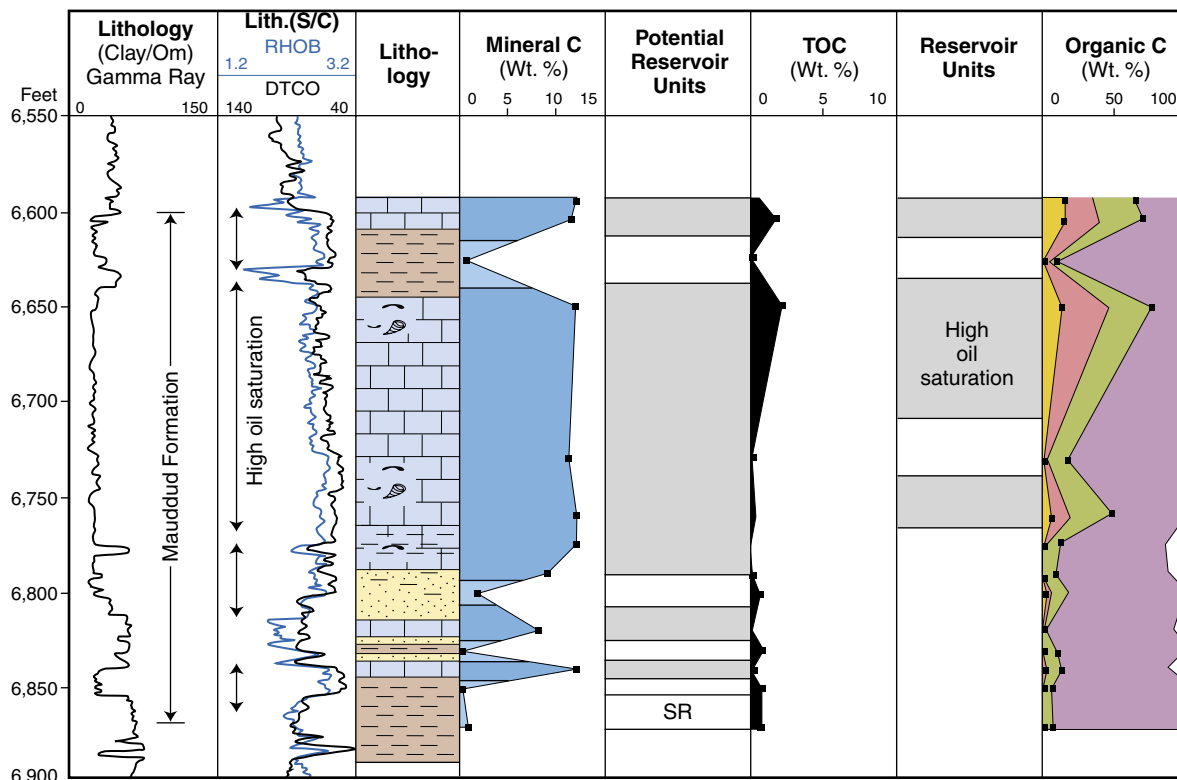 Lithology
(Clay/Om)
Gamma Ray
0 150
Lith.(S/C)
RHOB
1.2 3.2
DTCO
140 40
Litho-
logy
Mineral C
(Wt. %)
0 5 10 15
Potential
Reservoir
Units
TOC
(Wt. %)
0 5 10
Reservoir
Units
Organic C
(Wt. %)
0 50 100
Feet
6,550
6,600
6,650
6,700
6,750
6,800
6,850
6,900
Mauddud Formation
High oil saturation
High
oil
saturation
SR